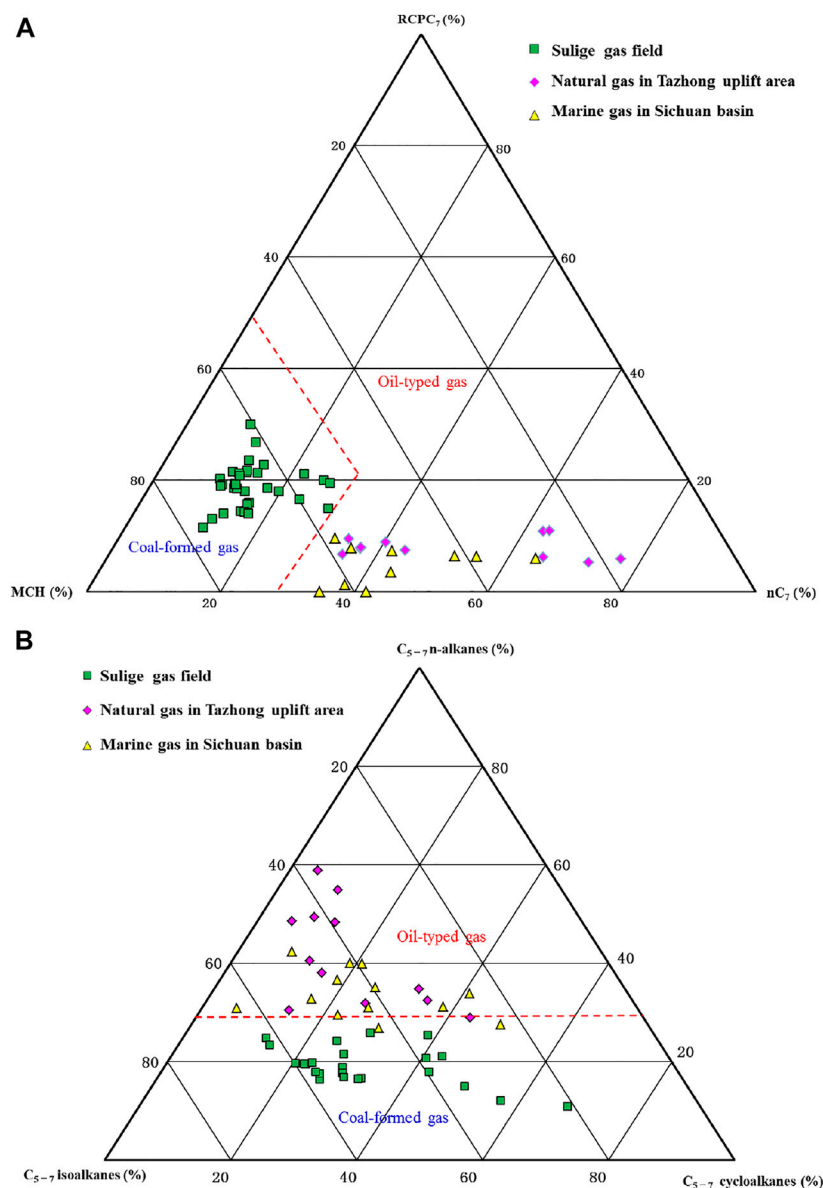 A
RCPC7 (%)
Sulige gas field
Natural gas in Tazhong uplift area
Marine gas in Sichuan basin
20
80
40
60
60
Oil-typed gas
40
80
20
Coal-formed gas
MCH (%)
20
40
60
80
nC7 (%)
B
C5-7 n-alkanes (%)
Sulige gas field
Natural gas in Tazhong uplift area
Marine gas in Sichuan basin
20
80
40
60
Oil-typed gas
60
40
80
20
Coal-formed gas
C5-7 isoalkanes (%)
20
40
60
80
C5-7 cycloalkanes (%)